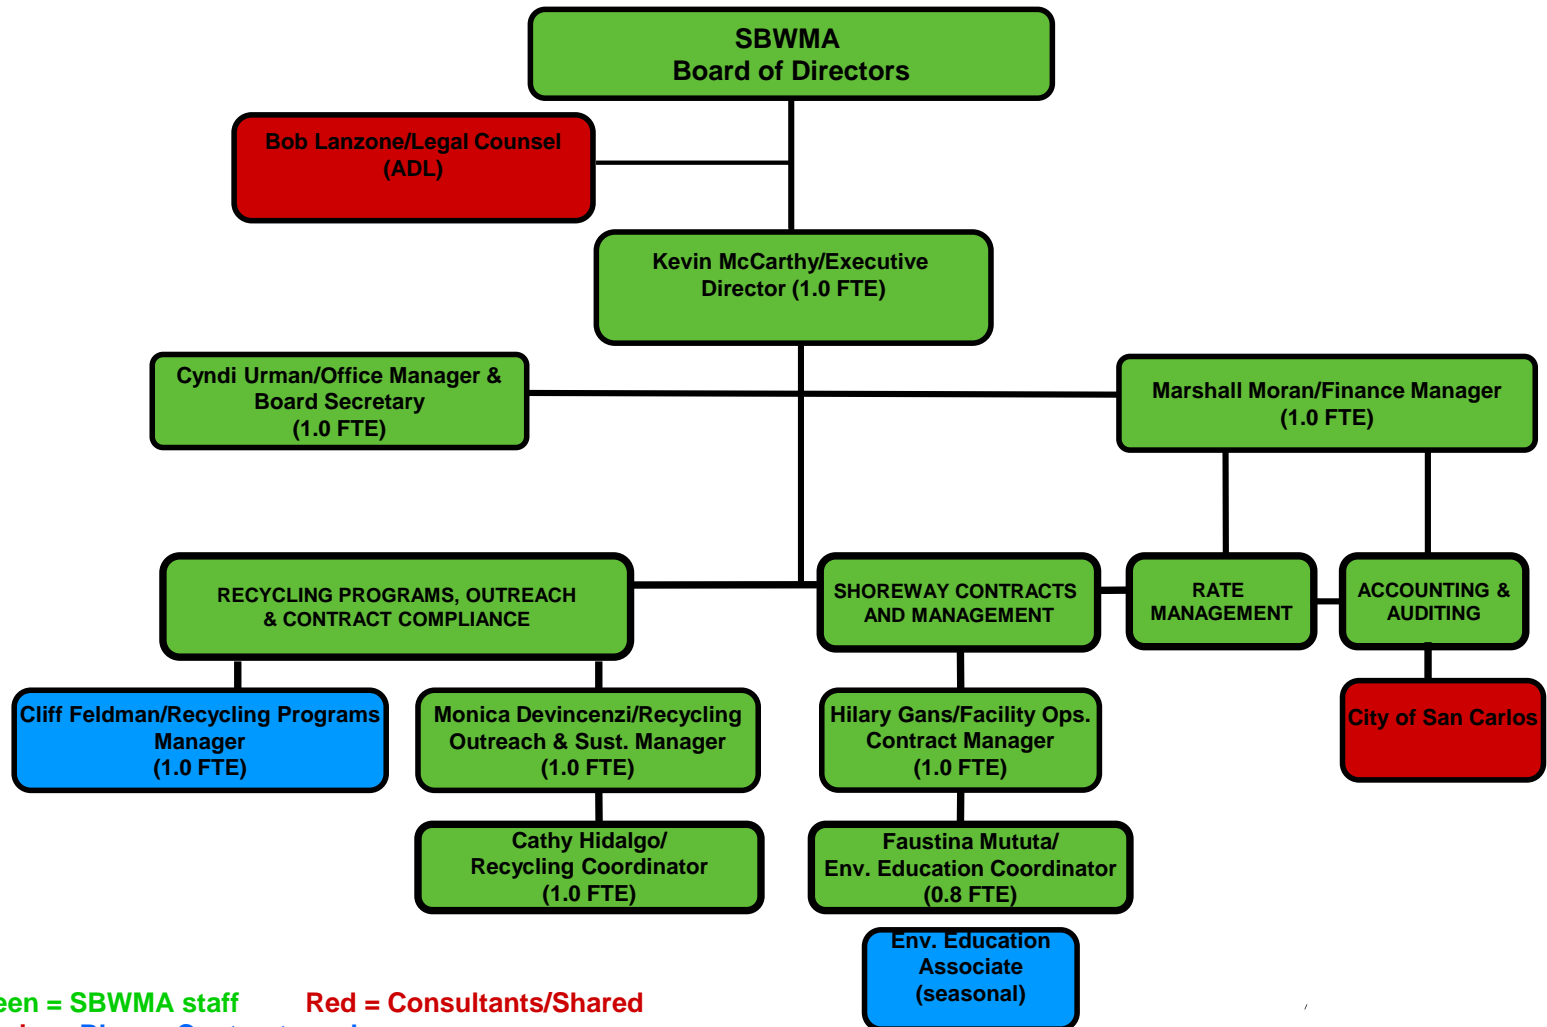 SBWMA
Board of Directors
Bob Lanzone/Legal Counsel
(ADL)
Kevin McCarthy/Executive
Director (1.0 FTE)
Cyndi Urman/Office Manager &
Board Secretary
(1.0 FTE)
Marshall Moran/Finance Manager
(1.0 FTE)
RECYCLING PROGRAMS, OUTREACH
& CONTRACT COMPLIANCE
SHOREWAY CONTRACTS
AND MANAGEMENT
RATE
MANAGEMENT
ACCOUNTING &
AUDITING
Cliff Feldman/Recycling Programs
Manager
(1.0 FTE)
Monica Devincenzi/Recycling
Outreach & Sust. Manager
(1.0 FTE)
Hilary Gans/Facility Ops.
Contract Manager
(1.0 FTE)
City of San Carlos
Cathy Hidalgo/
Recycling Coordinator
(1.0 FTE)
Faustina Mututa/
Env. Education Coordinator
(0.8 FTE)
Env. Education
Associate
(seasonal)
een = SBWMA staff Red = Consultants/Shared